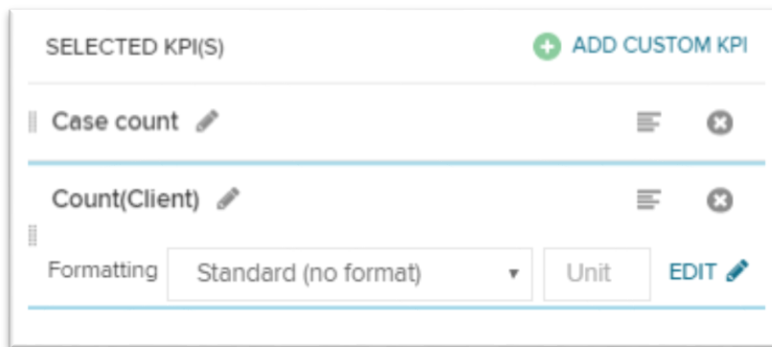 SELECTED KPI(S) ADD CUSTOM KPI
Case count
Count(Client)
Formatting Standard (no format) Unit EDIT